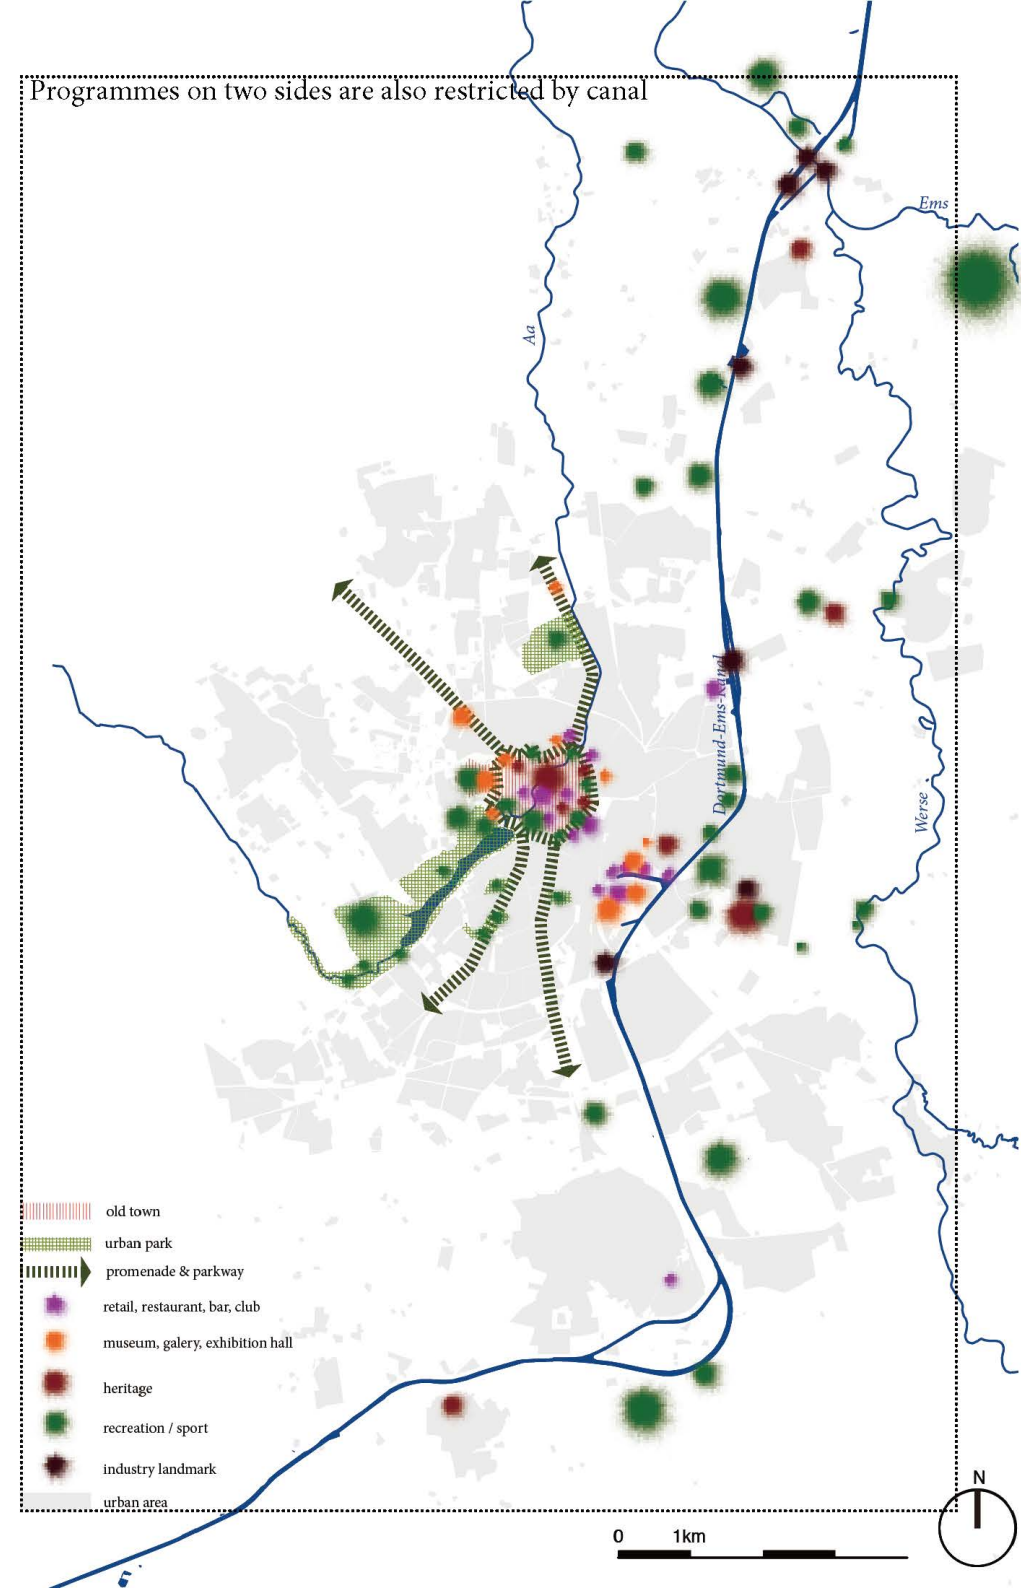 Programmes on two sides are also restricted by canal
Ems
Aa
Dortmund-Ems-Kanal
Werse
old town
urban park
promenade & parkway
retail, restaurant, bar, club
museum, galery, exhibition hall
heritage
recreation / sport
industry landmark
urban area
N
0 1km